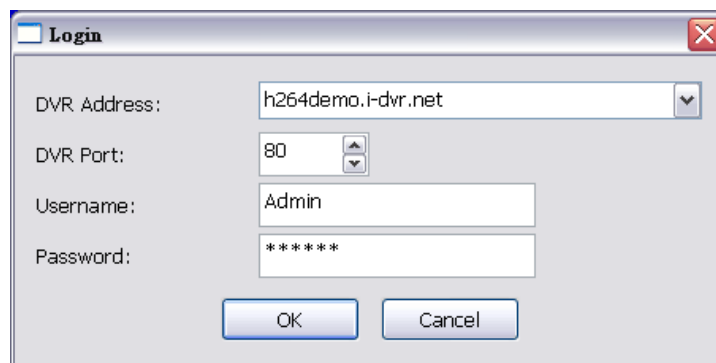 Login
DVR Address: h264demo.i-dvr.net
DVR Port: 80
Username: Admin
Password: ******
OK Cancel